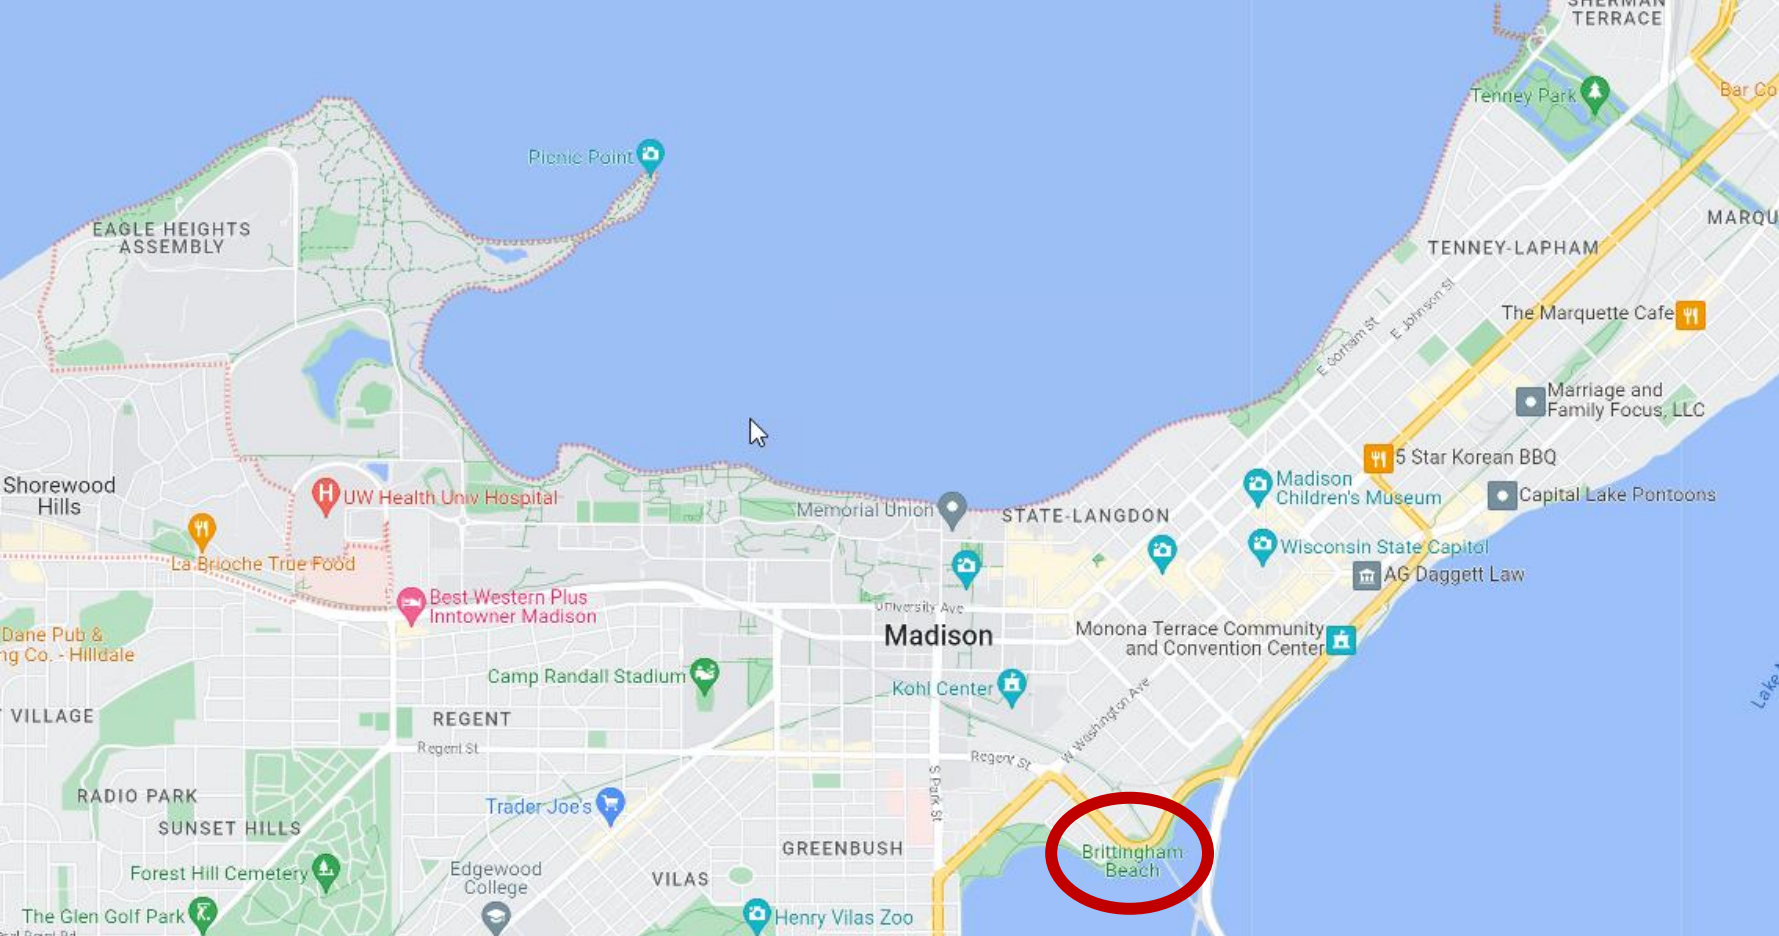 SHERMAN
TERRACE
Tenney Park
Bar Co
Picnic Point
EAGLE HEIGHTS
ASSEMBLY
MARQU
TENNEY-LAPHAM
E Johnson St
E Gorham St
The Marquette Cafe
Marriage and
Family Focus, LLC
5 Star Korean BBQ
Shorewood
Hills
UW Health Univ Hospital
Madison
Children's Museum
Capital Lake Pontoons
Memorial Union
STATE-LANGDON
La Brioche True Food
Wisconsin State Capitol
AG Daggett Law
Best Western Plus
Inntowner Madison
University Ave
Dane Pub &
ng Co. - Hilldale
Madison
Monona Terrace Community
and Convention Center
Camp Randall Stadium
Kohl Center
Lake
VILLAGE
REGENT
W Washington Ave
Regent St
Regent St
RADIO PARK
Trader Joe's
S Park St
SUNSET HILLS
GREENBUSH
Brittingham
Beach
Forest Hill Cemetery
Edgewood
College
VILAS
The Glen Golf Park
Henry Vilas Zoo